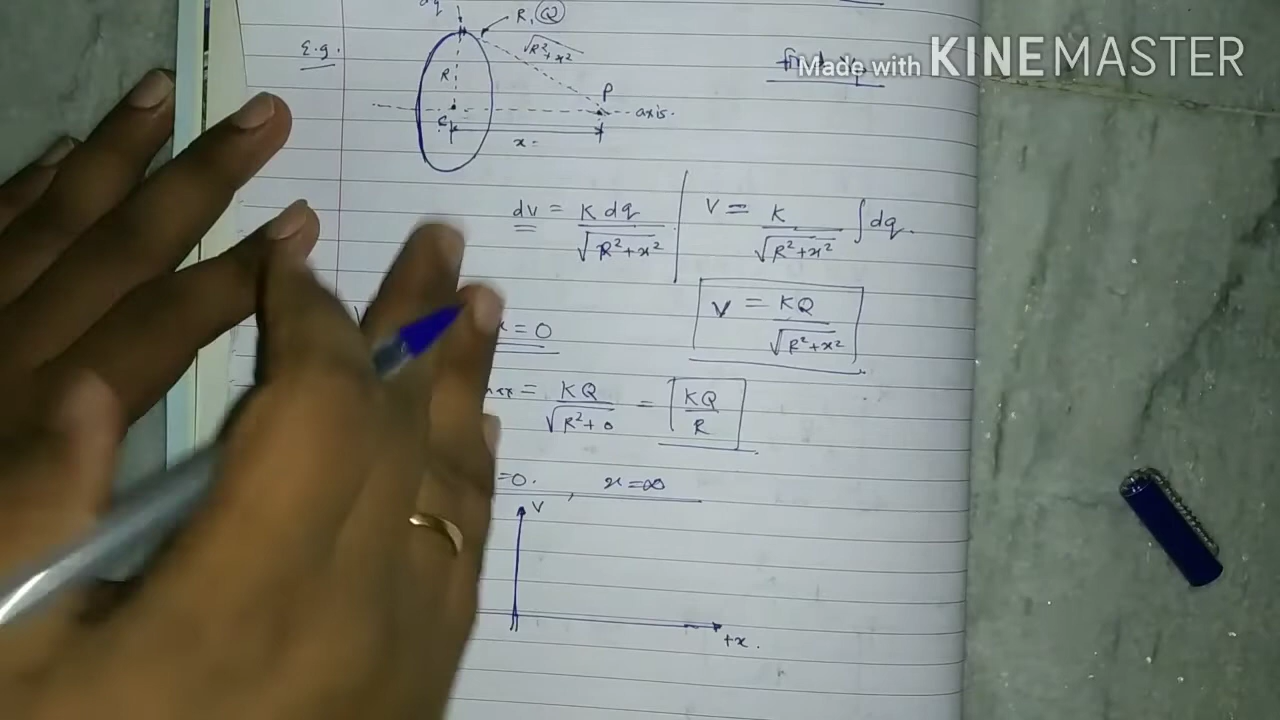 dq
R, Q
√R²+x²
E.g.
Made with KINEMASTER
R
P
C
axis.
x
dv = K dq / √R²+x²
V = K / √R²+x² ∫dq.
V = KQ / √R²+x²
x = 0
max = KQ / √R²+0 = KQ / R
=0. , x = ∞
V
+x.